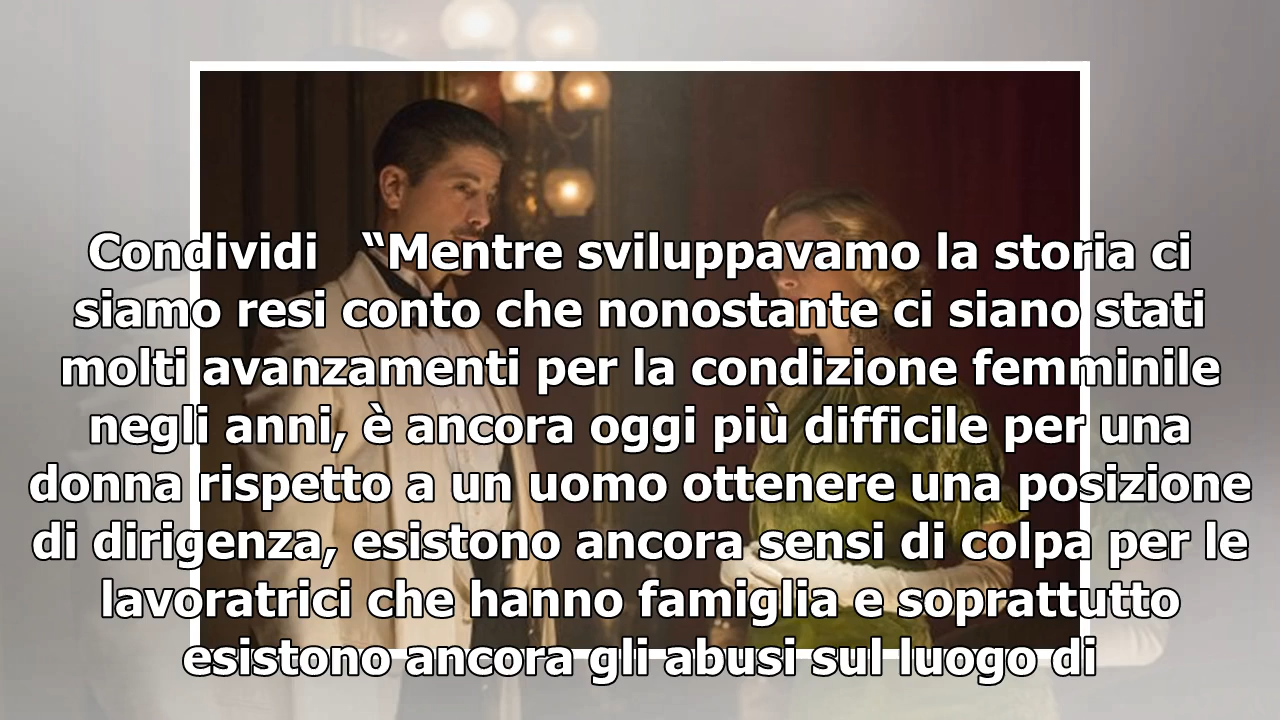 Condividi “Mentre sviluppavamo la storia ci
siamo resi conto che nonostante ci siano stati
molti avanzamenti per la condizione femminile
negli anni, è ancora oggi più difficile per una
donna rispetto a un uomo ottenere una posizione
di dirigenza, esistono ancora sensi di colpa per le
lavoratrici che hanno famiglia e soprattutto
esistono ancora gli abusi sul luogo di